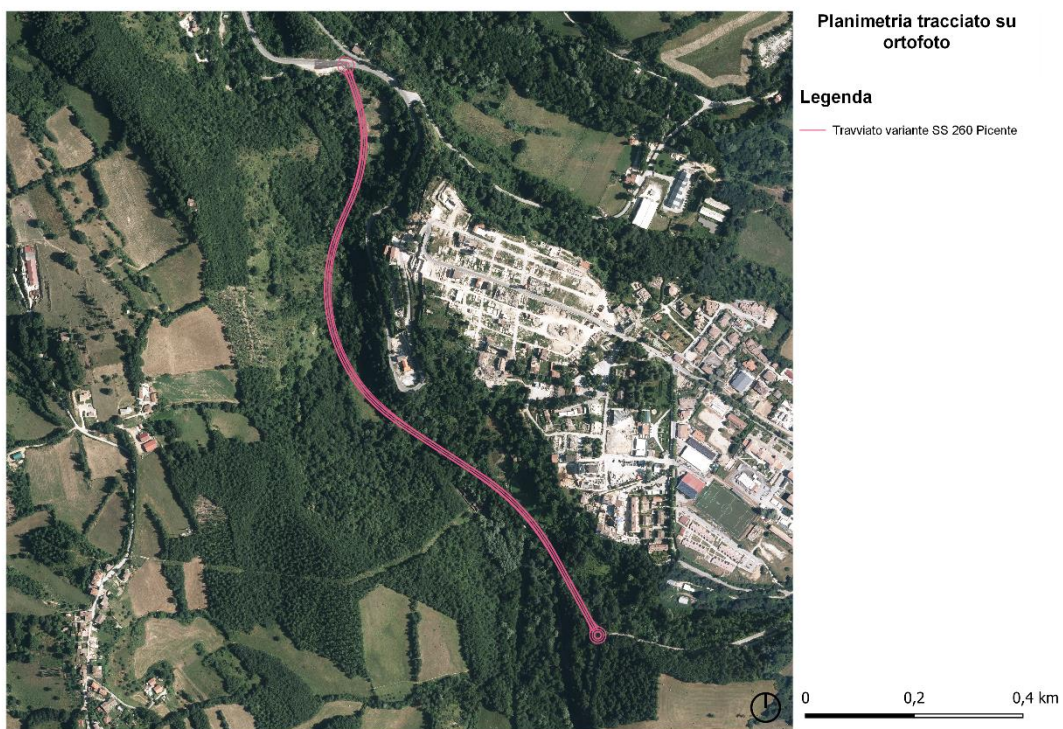 Planimetria tracciato su
ortofoto
Legenda
Travviato variante SS 260 Picente
0 0,2 0,4 km